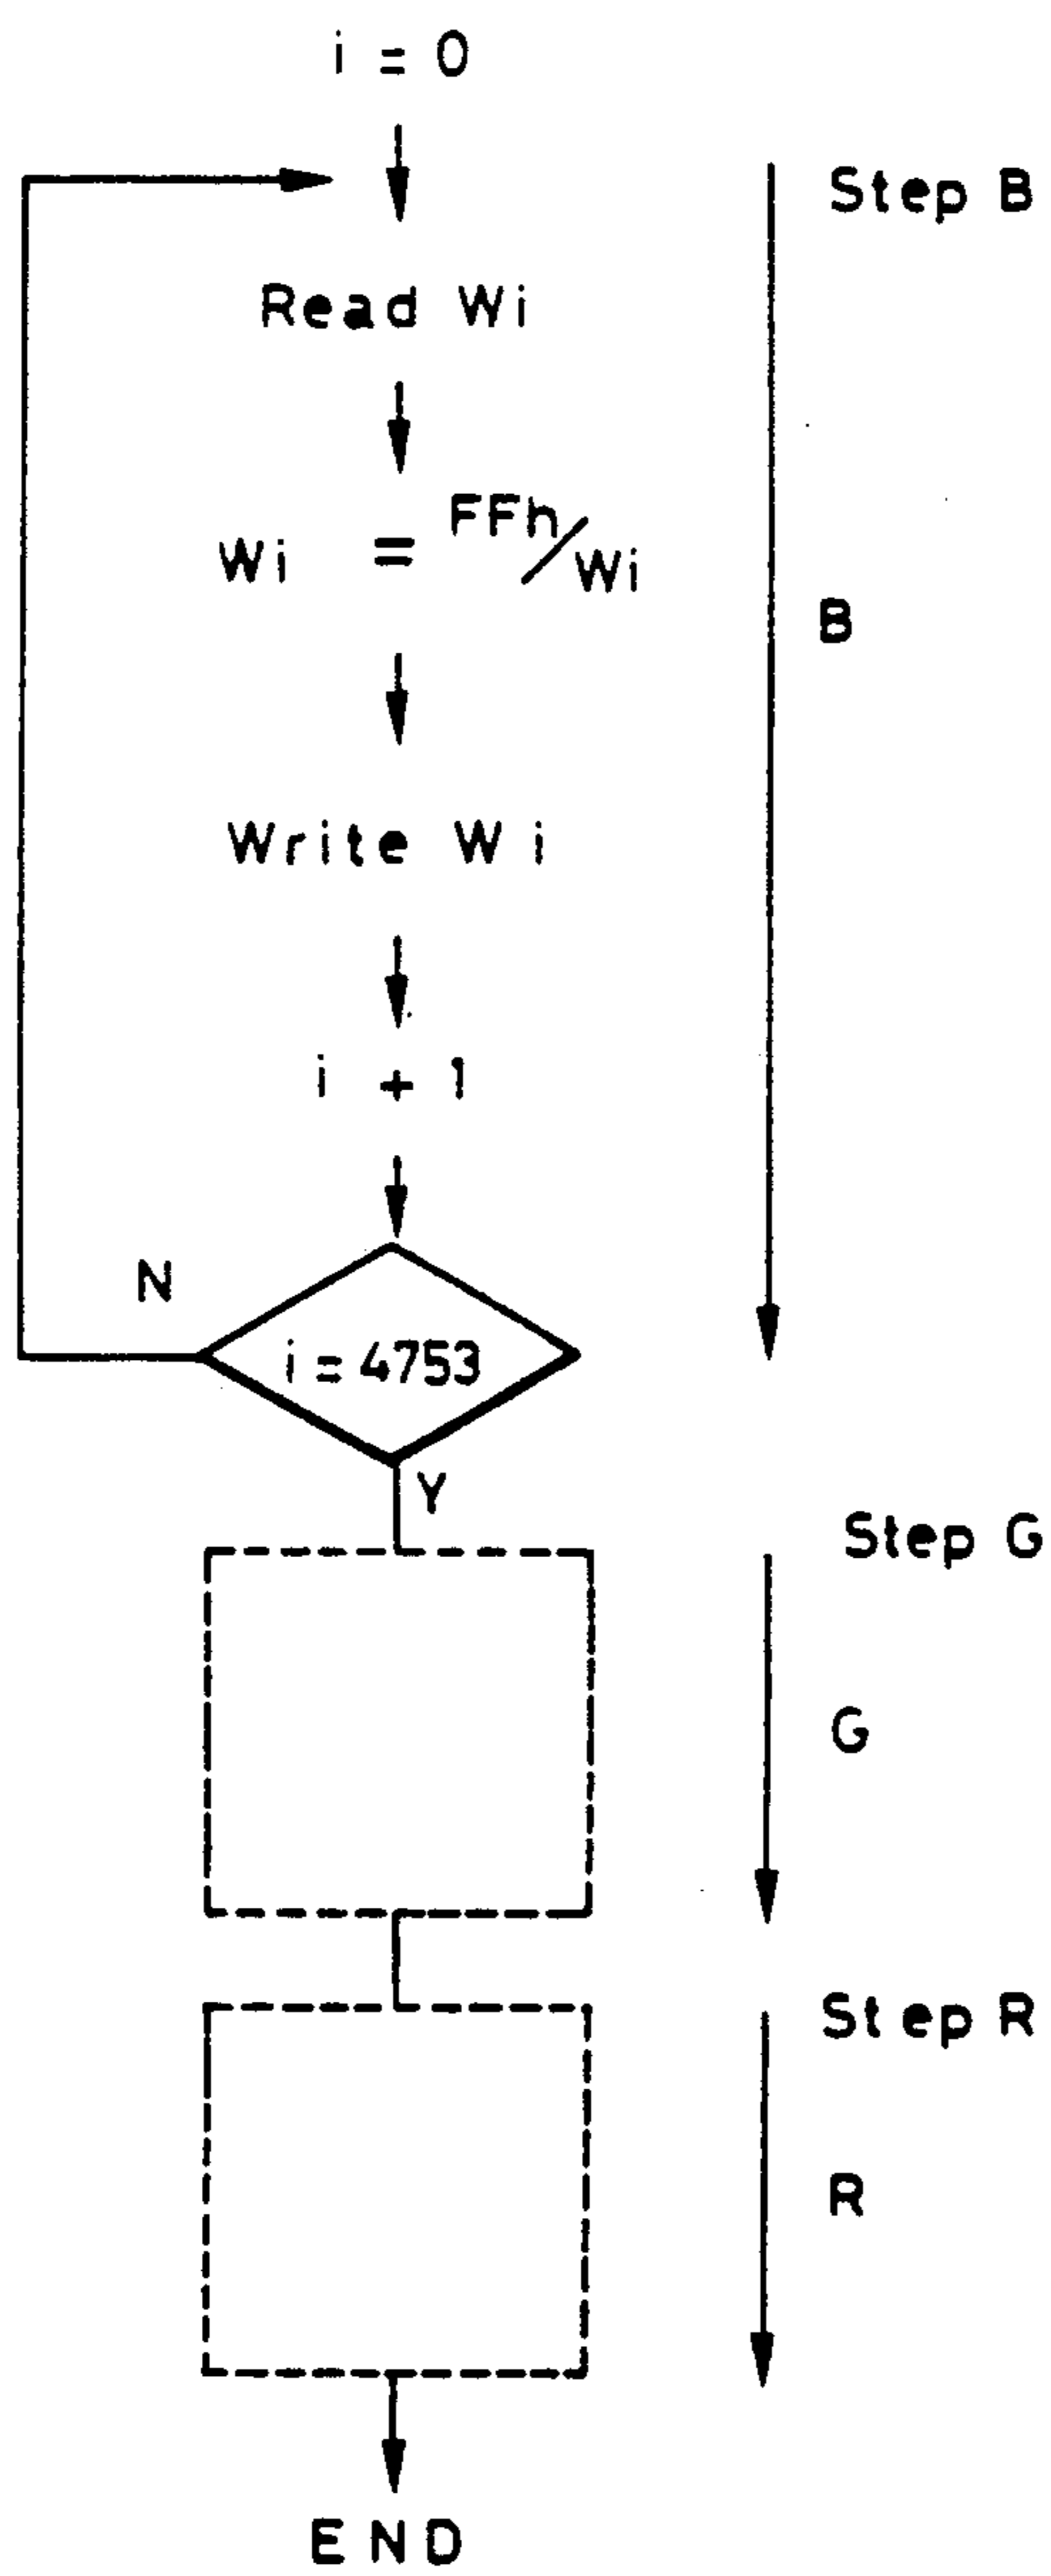 i = 0
Step B
Read Wi
Wi = FFh/Wi
B
Write Wi
i + 1
N
i = 4753
Y
Step G
G
Step R
R
END